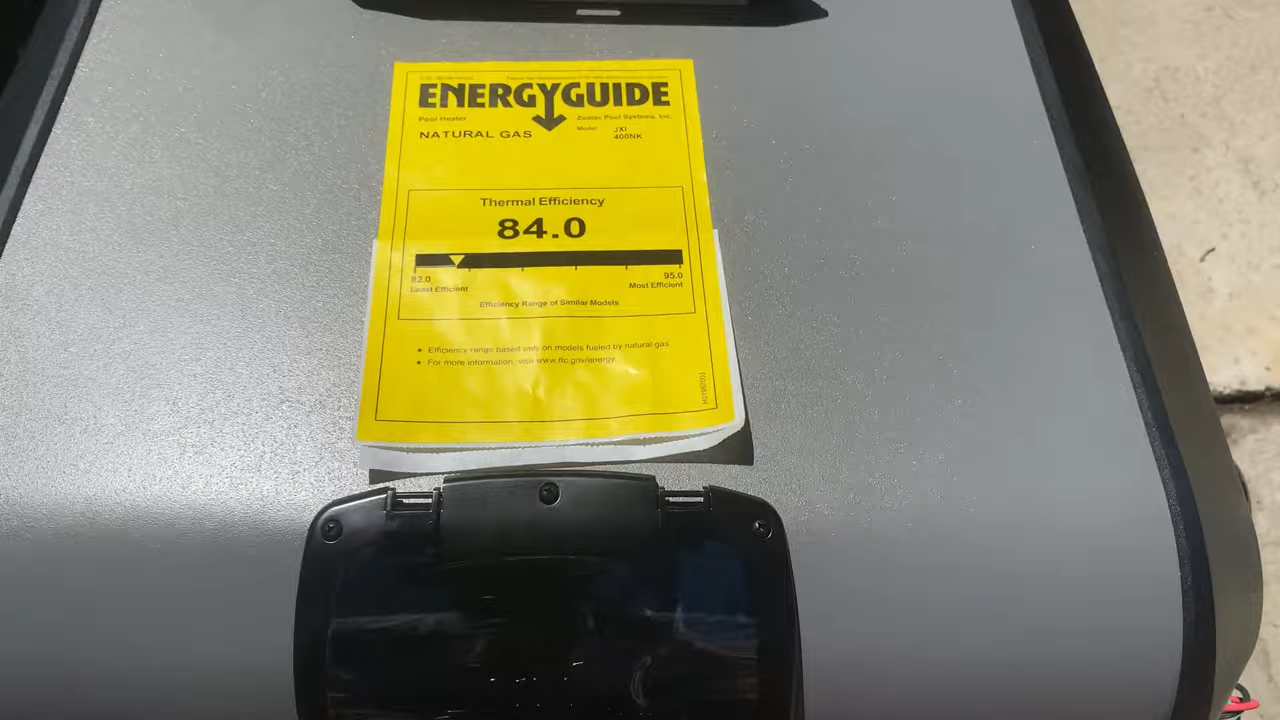 ENERGYGUIDE
Pool Heater
Zodiac Pool Systems, Inc.
NATURAL GAS
Model JXI
400NK
Thermal Efficiency
84.0
82.0
95.0
Least Efficient
Most Efficient
Efficiency Range of Similar Models
• Efficiency range based only on models fueled by natural gas
• For more information, visit www.ftc.gov/energy.